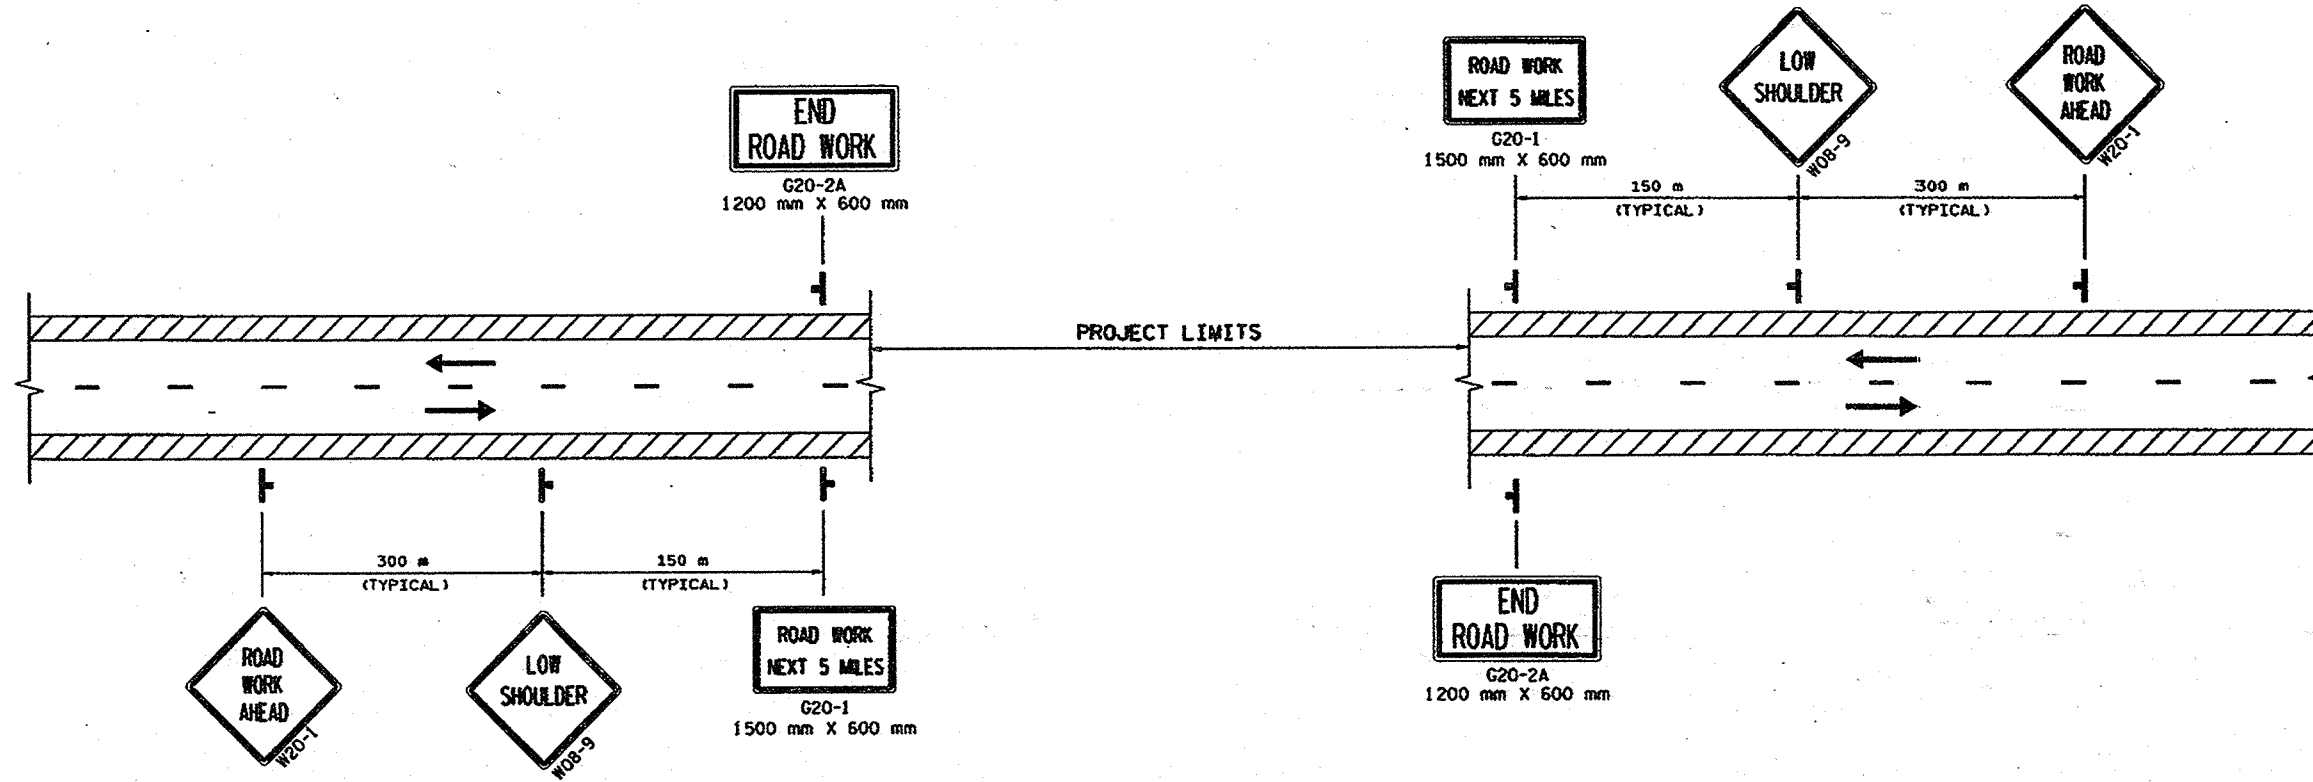 END
ROAD WORK
G20-2A
1200 mm X 600 mm
ROAD WORK
NEXT 5 MILES
G20-1
1500 mm X 600 mm
LOW
SHOULDER
W08-9
ROAD
WORK
AHEAD
W20-1
150 m
(TYPICAL)
300 m
(TYPICAL)
PROJECT LIMITS
300 m
(TYPICAL)
150 m
(TYPICAL)
ROAD
WORK
AHEAD
W20-1
LOW
SHOULDER
W08-9
ROAD WORK
NEXT 5 MILES
G20-1
1500 mm X 600 mm
END
ROAD WORK
G20-2A
1200 mm X 600 mm